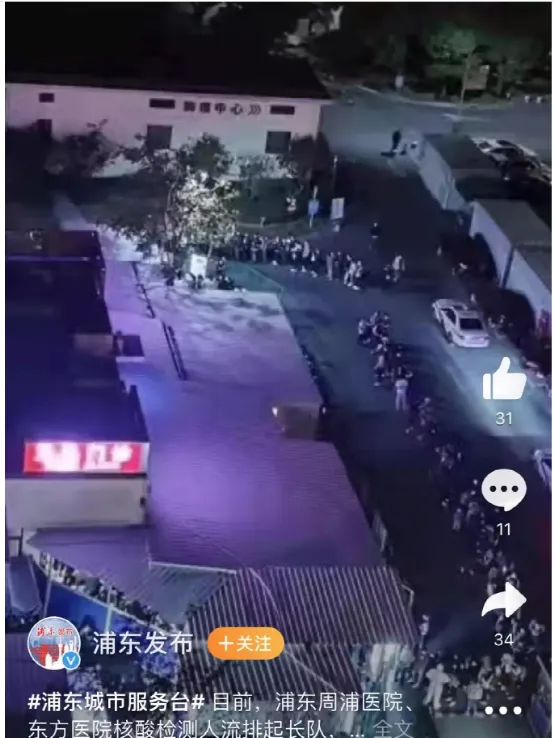 中心
31
11
34
浦东发布
+关注
#浦东城市服务台# 目前，浦东周浦医院、
东方医院核酸检测人流排起长队，... 全文